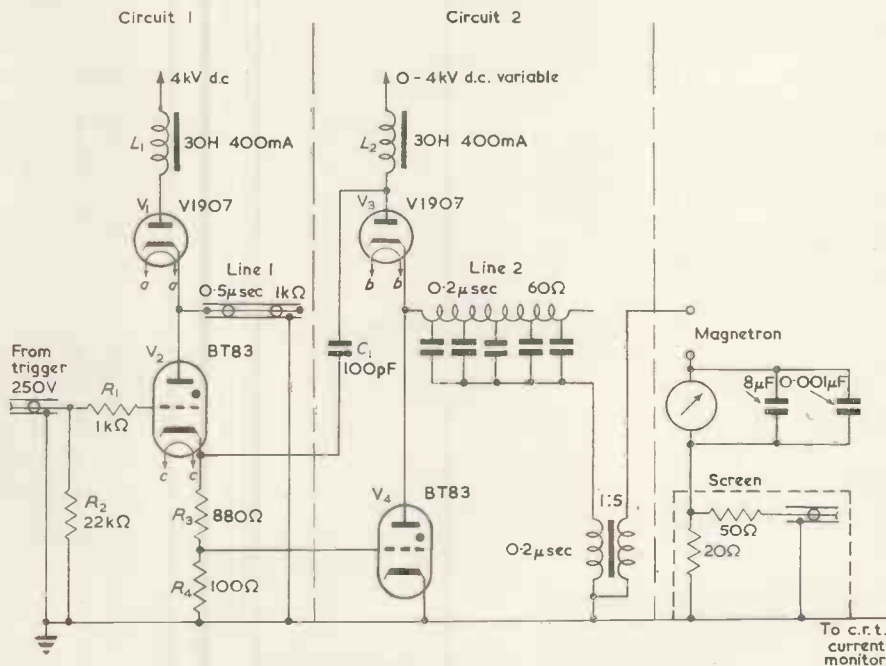 Circuit 1
Circuit 2
4kV d.c
0-4kV d.c. variable
L1
30H 400mA
L2
30H 400mA
V1
V1907
V3
V1907
a
a
b
b
Line 1
0·5μsec
1kΩ
Line 2
0·2μsec
60Ω
Magnetron
From
trigger
250V
V2
BT83
C1
100pF
8μF
0·001μF
R1
1kΩ
c
c
R2
22kΩ
R3
880Ω
V4
BT83
Screen
1:5
50Ω
20Ω
0·2μsec
R4
100Ω
To c.r.t.
current
monitor